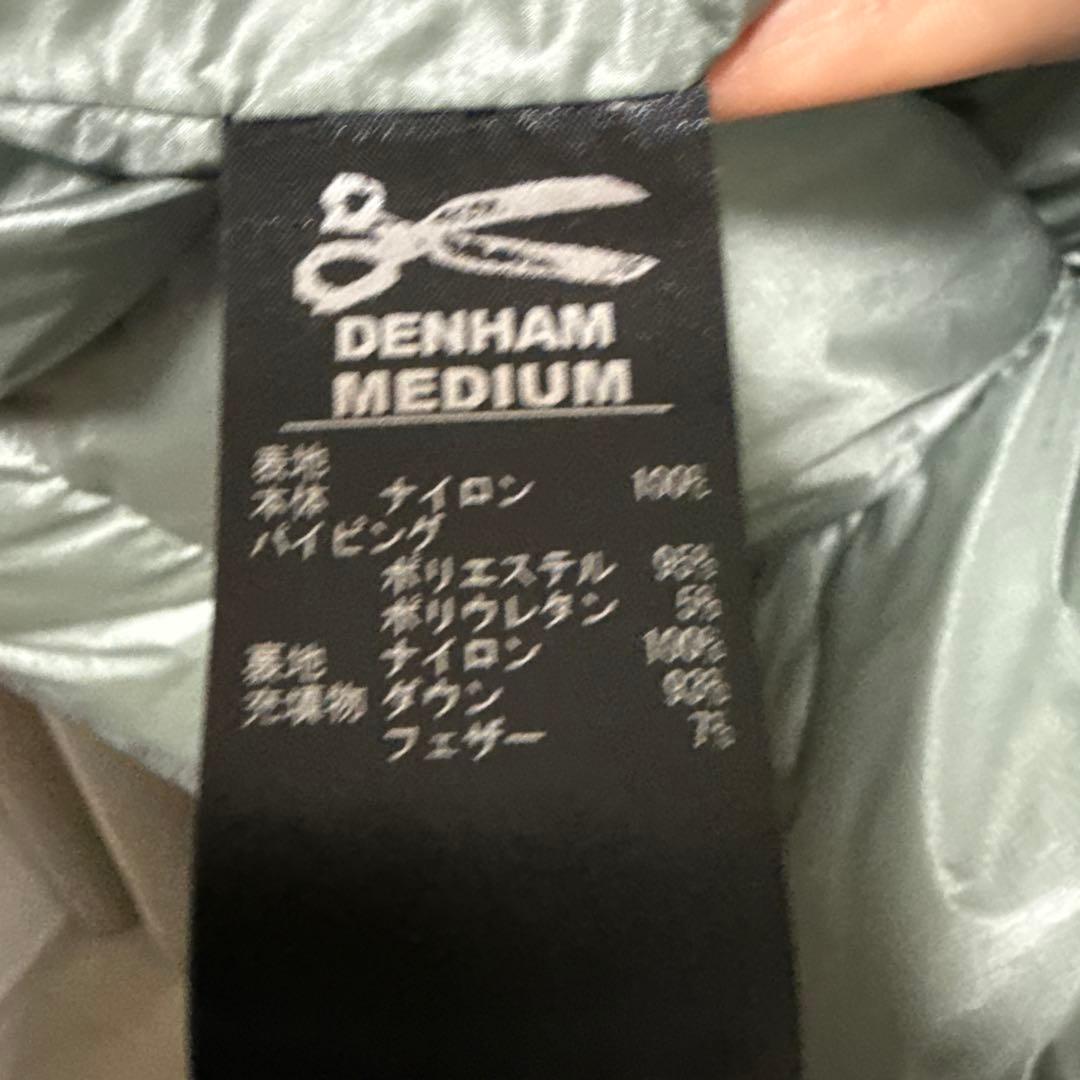 DENHAM
MEDIUM
表地
本体 ナイロン 100%
パイピング
ポリエステル 95%
ポリウレタン 5%
裏地 ナイロン 100%
充填物 ダウン 93%
フェザー 7%